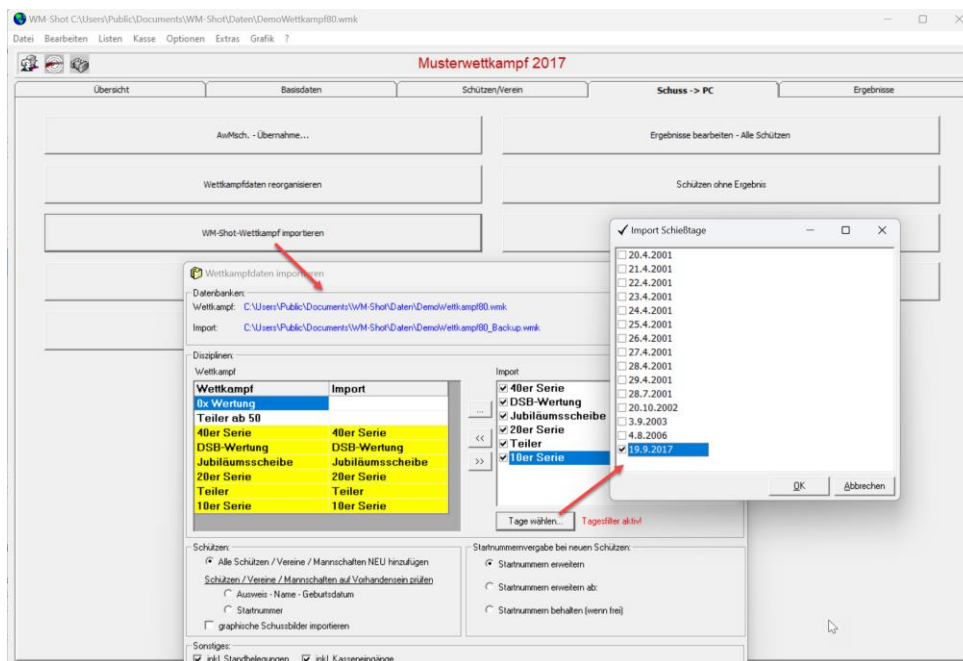 WM-Shot C:\Users\Public\Documents\WM-Shot\Daten\DemoWettkampf80.wmk
Datei Bearbeiten Listen Kasse Optionen Extras Grafik ?
Musterwettkampf 2017
Übersicht Basisdaten Schützen/Verein Schuss -> PC Ergebnisse
AwMsch. - Übernahme... Ergebnisse bearbeiten - Alle Schützen
Wettkampfdaten reorganisieren Schützen ohne Ergebnis
WM-Shot-Wettkampf importieren
Wettkampfdaten importieren
Datenbanken:
Wettkampf: C:\Users\Public\Documents\WM-Shot\Daten\DemoWettkampf80.wmk
Import: C:\Users\Public\Documents\WM-Shot\Daten\DemoWettkampf80_Backup.wmk
Disziplinen:
Wettkampf
Wettkampf Import
0x Wertung
Teiler ab 50
40er Serie 40er Serie
DSB-Wertung DSB-Wertung
Jubiläumsscheibe Jubiläumsscheibe
20er Serie 20er Serie
Teiler Teiler
10er Serie 10er Serie
...
<<
>>
Import
40er Serie
DSB-Wertung
Jubiläumsscheibe
20er Serie
Teiler
10er Serie
Tage wählen... Tagesfilter aktiv!
Import Schießtage
20.4.2001
21.4.2001
22.4.2001
23.4.2001
24.4.2001
25.4.2001
26.4.2001
27.4.2001
28.4.2001
29.4.2001
28.7.2001
20.10.2002
3.9.2003
4.8.2006
19.9.2017
OK Abbrechen
Schützen:
Alle Schützen / Vereine / Mannschaften NEU hinzufügen
Schützen / Vereine / Mannschaften auf Vorhandensein prüfen
Ausweis - Name - Geburtsdatum
Startnummer
graphische Schussbilder importieren
Startnummernvergabe bei neuen Schützen:
Startnummern erweitern
Startnummern erweitern ab:
Startnummern behalten (wenn frei)
Sonstiges:
inkl. Standbelegungen inkl. Kasseneingänge